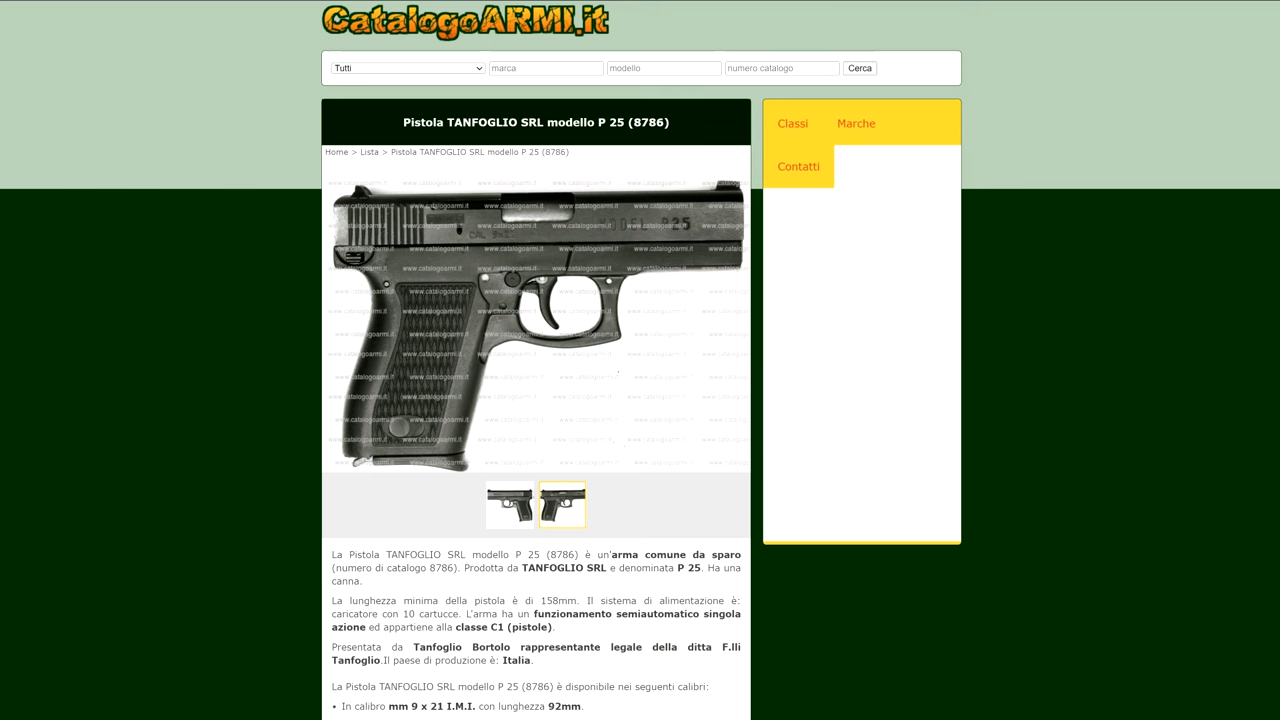 CatalogoARMI.it
Tutti
marca
modello
numero catalogo
Cerca
Pistola TANFOGLIO SRL modello P 25 (8786)
Home > Lista > Pistola TANFOGLIO SRL modello P 25 (8786)
Classi
Marche
Contatti
www.catalogoarmi.it
La Pistola TANFOGLIO SRL modello P 25 (8786) è un'arma comune da sparo
(numero di catalogo 8786). Prodotta da TANFOGLIO SRL e denominata P 25. Ha una
canna.
La lunghezza minima della pistola è di 158mm. Il sistema di alimentazione è:
caricatore con 10 cartucce. L'arma ha un funzionamento semiautomatico singola
azione ed appartiene alla classe C1 (pistole).
Presentata da Tanfoglio Bortolo rappresentante legale della ditta F.lli
Tanfoglio.Il paese di produzione è: Italia.
La Pistola TANFOGLIO SRL modello P 25 (8786) è disponibile nei seguenti calibri:
• In calibro mm 9 x 21 I.M.I. con lunghezza 92mm.